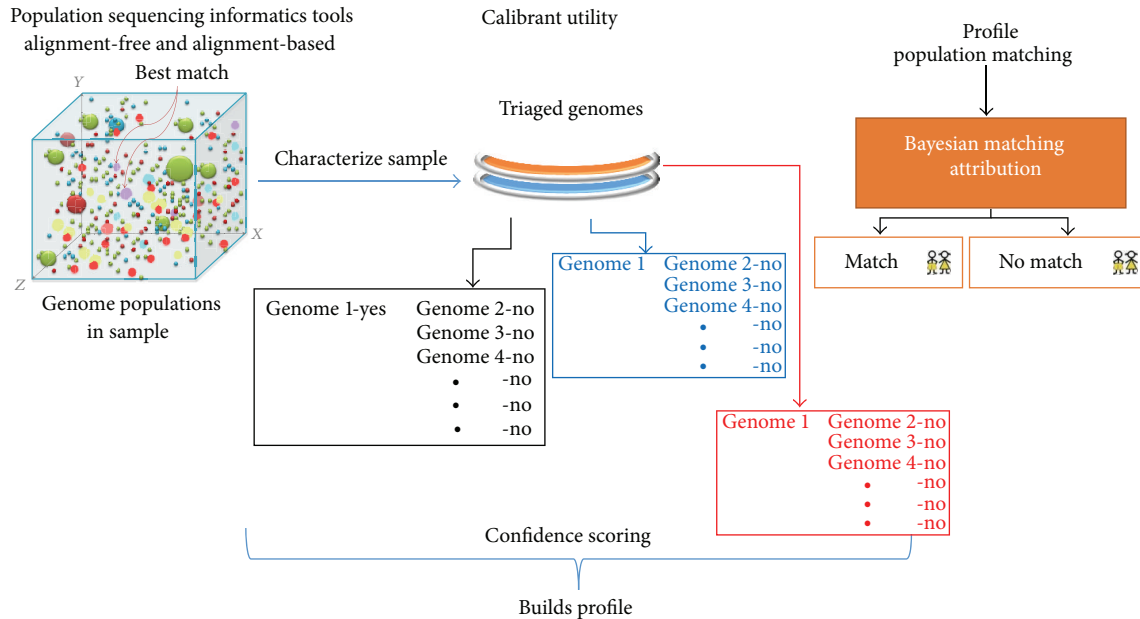 Population sequencing informatics tools
alignment-free and alignment-based
Best match
Y
X
Z
Genome populations
in sample
Characterize sample
Calibrant utility
Triaged genomes
Genome 1-yes
Genome 2-no
Genome 3-no
Genome 4-no
• -no
• -no
• -no
Genome 1
Genome 2-no
Genome 3-no
Genome 4-no
• -no
• -no
• -no
Genome 1
Genome 2-no
Genome 3-no
Genome 4-no
• -no
• -no
• -no
Confidence scoring
Builds profile
Profile
population matching
Bayesian matching
attribution
Match
No match